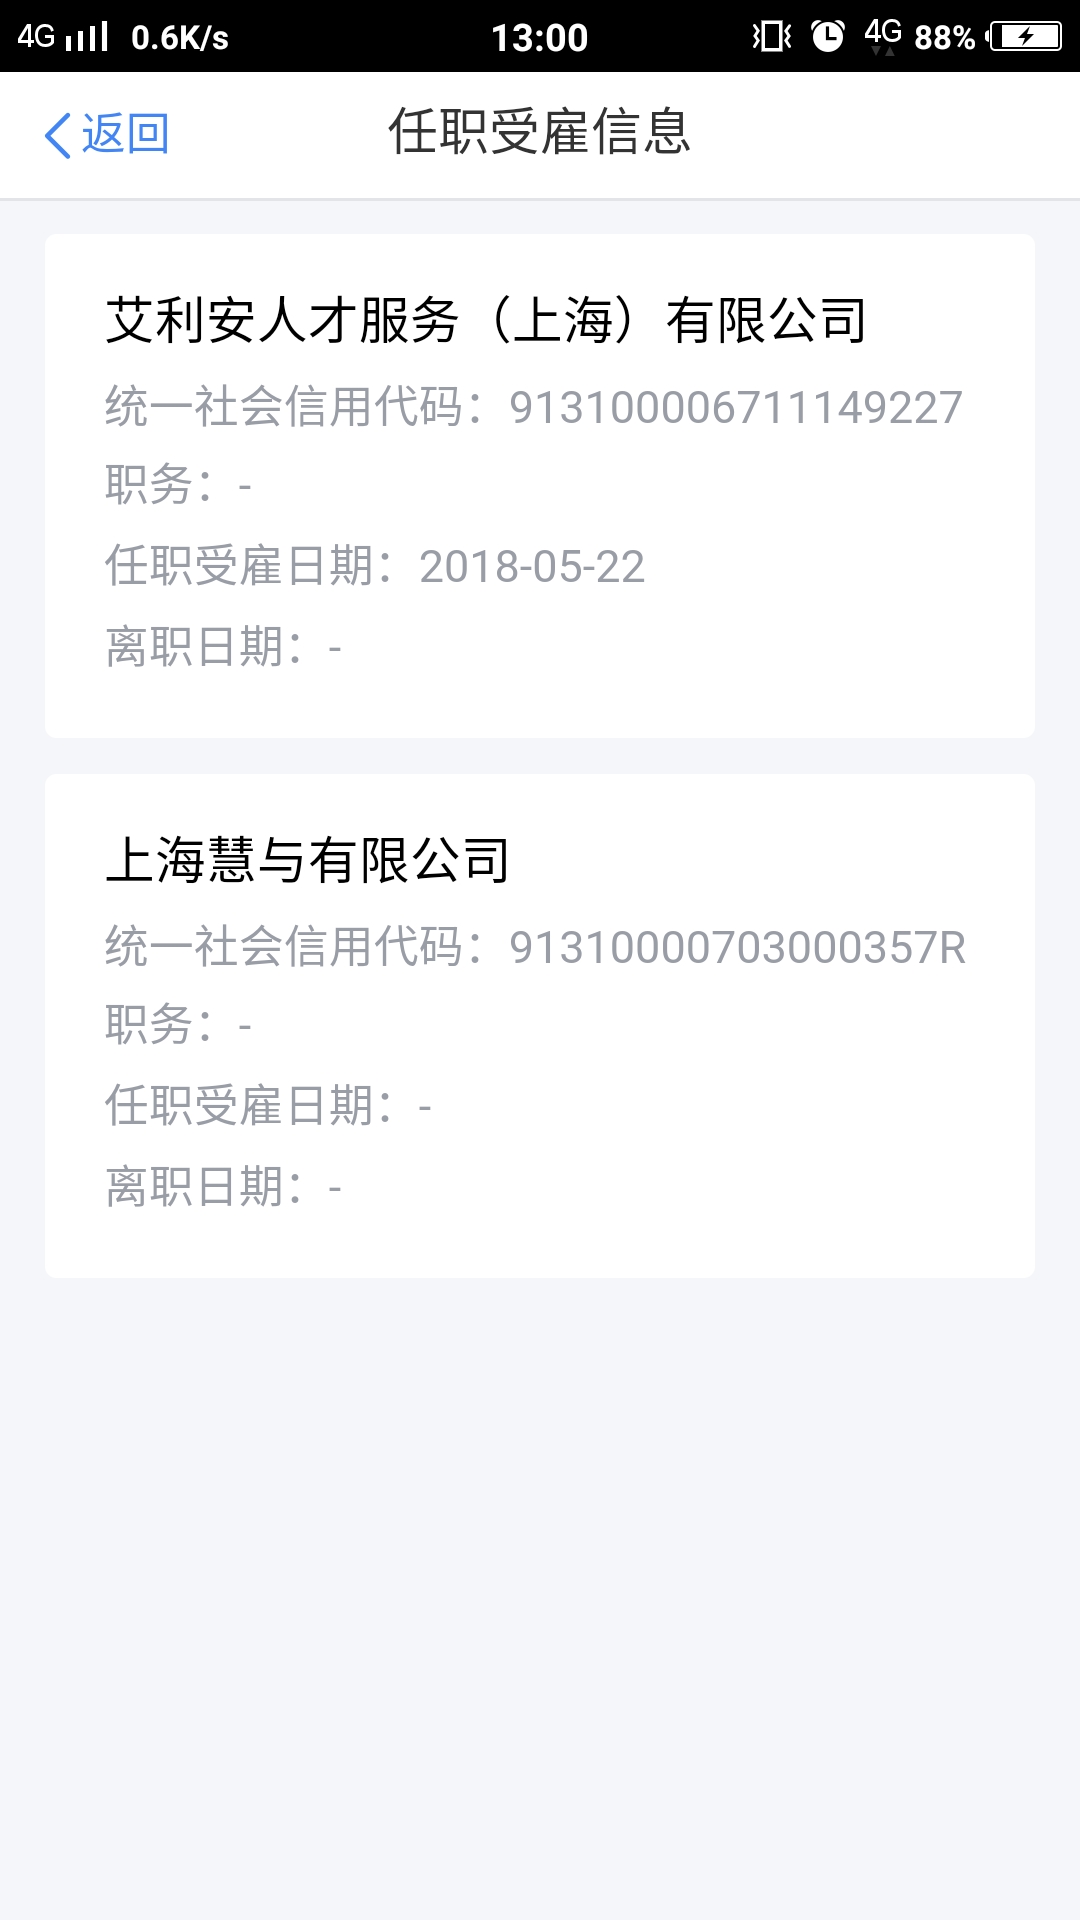 4G 0.6K/s 13:00 4G 88%
返回 任职受雇信息
艾利安人才服务（上海）有限公司
统一社会信用代码：913100006711149227
职务：-
任职受雇日期：2018-05-22
离职日期：-
上海慧与有限公司
统一社会信用代码：91310000703000357R
职务：-
任职受雇日期：-
离职日期：-